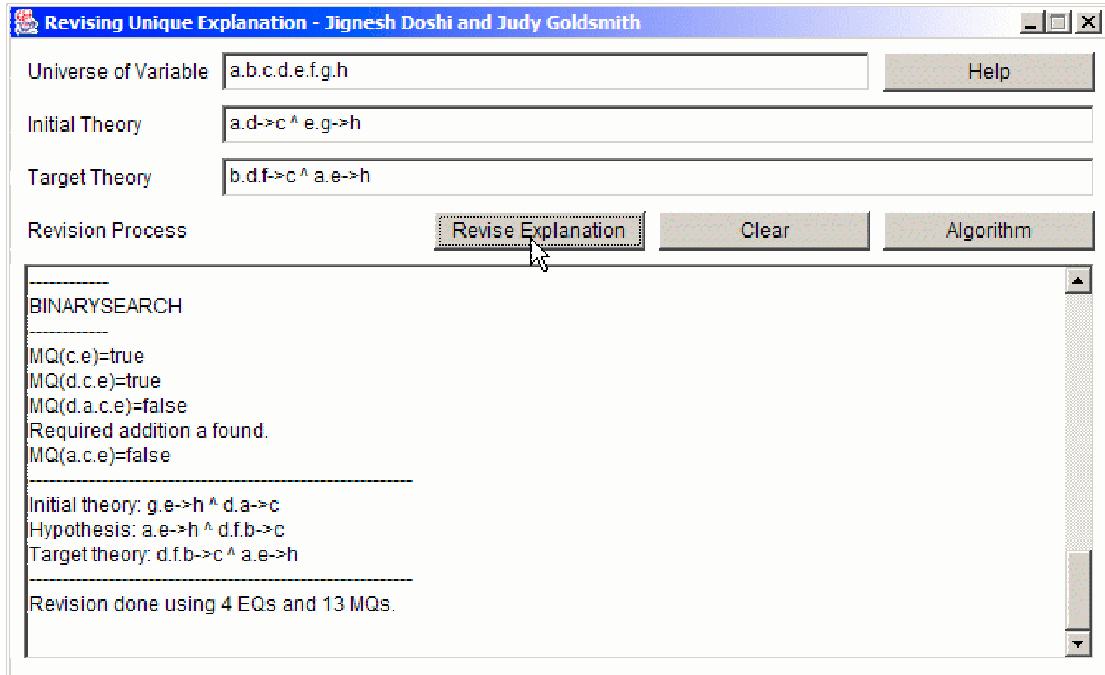 Revising Unique Explanation - Jignesh Doshi and Judy Goldsmith
Universe of Variable a.b.c.d.e.f.g.h Help
Initial Theory a.d->c ^ e.g->h
Target Theory b.d.f->c ^ a.e->h
Revision Process Revise Explanation Clear Algorithm
------------
BINARYSEARCH
------------
MQ(c.e)=true
MQ(d.c.e)=true
MQ(d.a.c.e)=false
Required addition a found.
MQ(a.c.e)=false
----------------------------------------------------------
Initial theory: g.e->h ^ d.a->c
Hypothesis: a.e->h ^ d.f.b->c
Target theory: d.f.b->c ^ a.e->h
----------------------------------------------------------
Revision done using 4 EQs and 13 MQs.